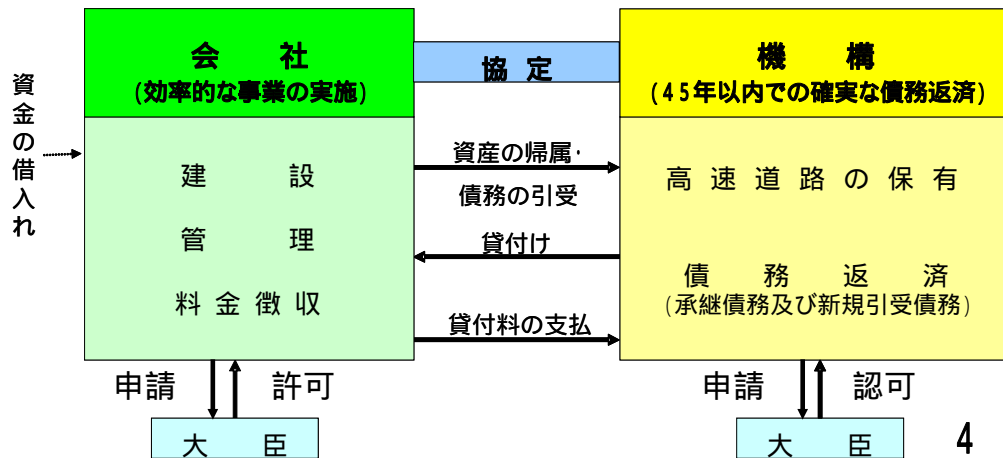 資金の借入れ
会社
(効率的な事業の実施)
建設
管理
料金徴収
協定
資産の帰属・
債務の引受
貸付け
貸付料の支払
機構
(45年以内での確実な債務返済)
高速道路の保有
債務返済
(承継債務及び新規引受債務)
申請
許可
大臣
申請
認可
大臣
4